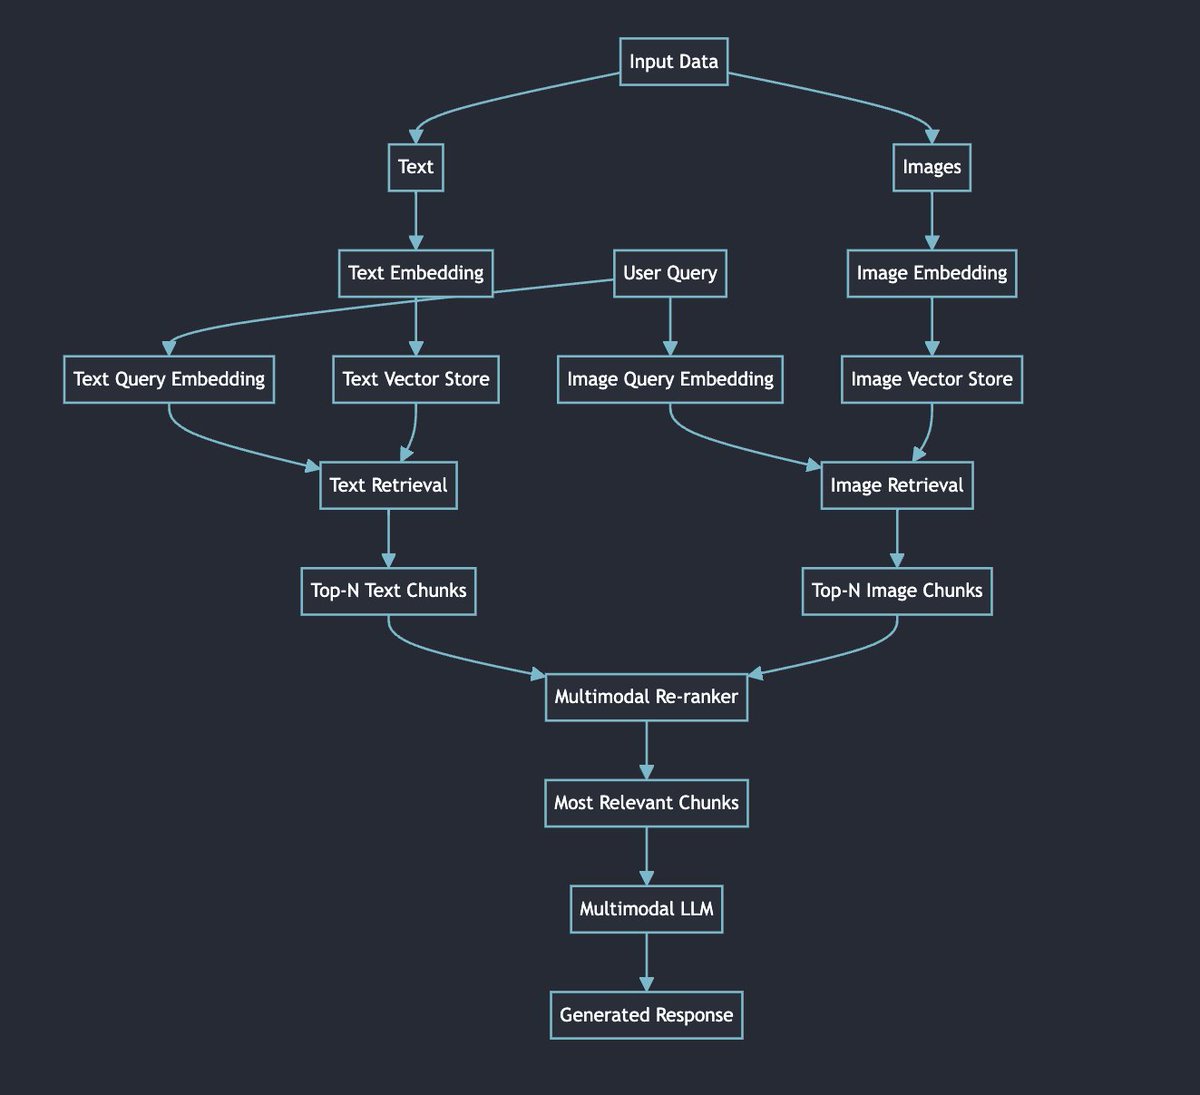 Input Data
Text
Images
Text Embedding
User Query
Image Embedding
Text Query Embedding
Text Vector Store
Image Query Embedding
Image Vector Store
Text Retrieval
Image Retrieval
Top-N Text Chunks
Top-N Image Chunks
Multimodal Re-ranker
Most Relevant Chunks
Multimodal LLM
Generated Response